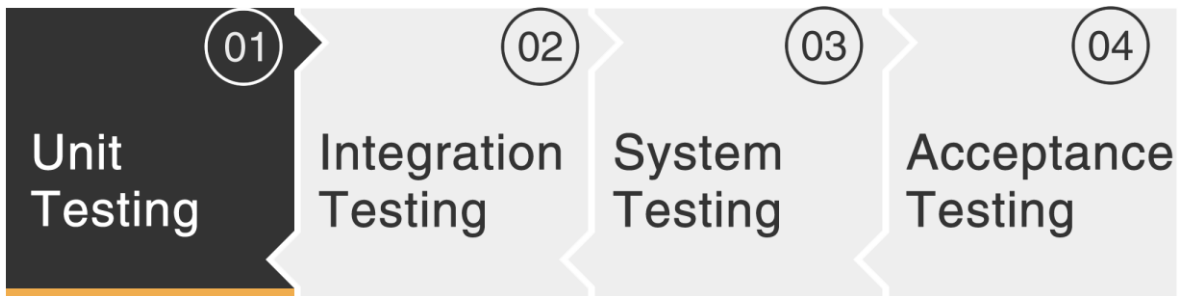 01
Unit
Testing
02
Integration
Testing
03
System
Testing
04
Acceptance
Testing